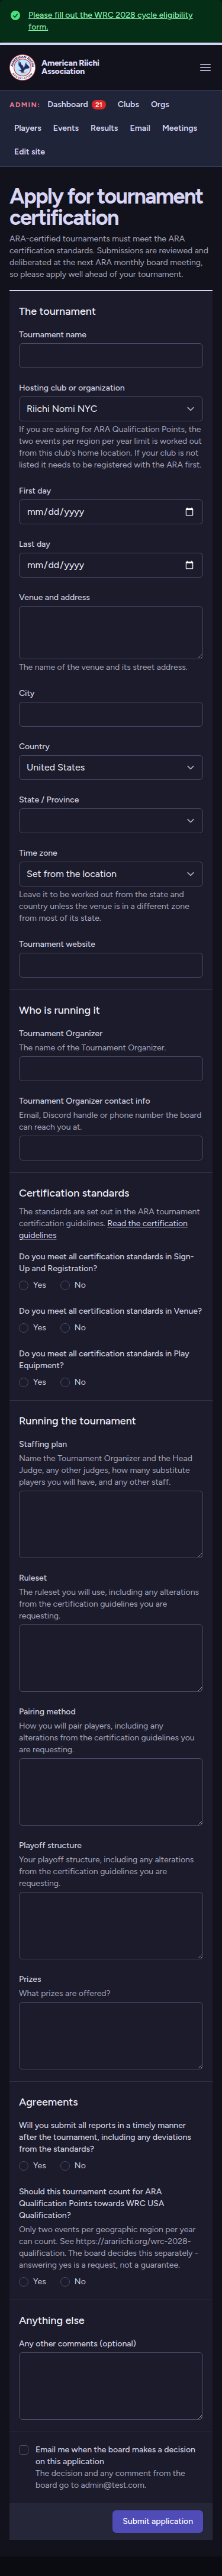 Please fill out the WRC 2028 cycle eligibility
form.
American Riichi
Association
ADMIN:
Dashboard 21
Clubs
Orgs
Players
Events
Results
Email
Meetings
Edit site
Apply for tournament
certification
ARA-certified tournaments must meet the ARA
certification standards. Submissions are reviewed and
deliberated at the next ARA monthly board meeting,
so please apply well ahead of your tournament.
The tournament
Tournament name
Hosting club or organization
Riichi Nomi NYC
If you are asking for ARA Qualification Points, the
two events per region per year limit is worked out
from this club's home location. If your club is not
listed it needs to be registered with the ARA first.
First day
mm/dd/yyyy
Last day
mm/dd/yyyy
Venue and address
The name of the venue and its street address.
City
Country
United States
State / Province
Time zone
Set from the location
Leave it to be worked out from the state and
country unless the venue is in a different zone
from most of its state.
Tournament website
Who is running it
Tournament Organizer
The name of the Tournament Organizer.
Tournament Organizer contact info
Email, Discord handle or phone number the board
can reach you at.
Certification standards
The standards are set out in the ARA tournament
certification guidelines. Read the certification
guidelines
Do you meet all certification standards in Sign-
Up and Registration?
Yes
No
Do you meet all certification standards in Venue?
Yes
No
Do you meet all certification standards in Play
Equipment?
Yes
No
Running the tournament
Staffing plan
Name the Tournament Organizer and the Head
Judge, any other judges, how many substitute
players you will have, and any other staff.
Ruleset
The ruleset you will use, including any alterations
from the certification guidelines you are
requesting.
Pairing method
How you will pair players, including any
alterations from the certification guidelines you
are requesting.
Playoff structure
Your playoff structure, including any alterations
from the certification guidelines you are
requesting.
Prizes
What prizes are offered?
Agreements
Will you submit all reports in a timely manner
after the tournament, including any deviations
from the standards?
Yes
No
Should this tournament count for ARA
Qualification Points towards WRC USA
Qualification?
Only two events per geographic region per year
can count. See https://arariichi.org/wrc-2028-
qualification. The board decides this separately -
answering yes is a request, not a guarantee.
Yes
No
Anything else
Any other comments (optional)
Email me when the board makes a decision
on this application
The decision and any comment from the
board go to admin@test.com.
Submit application